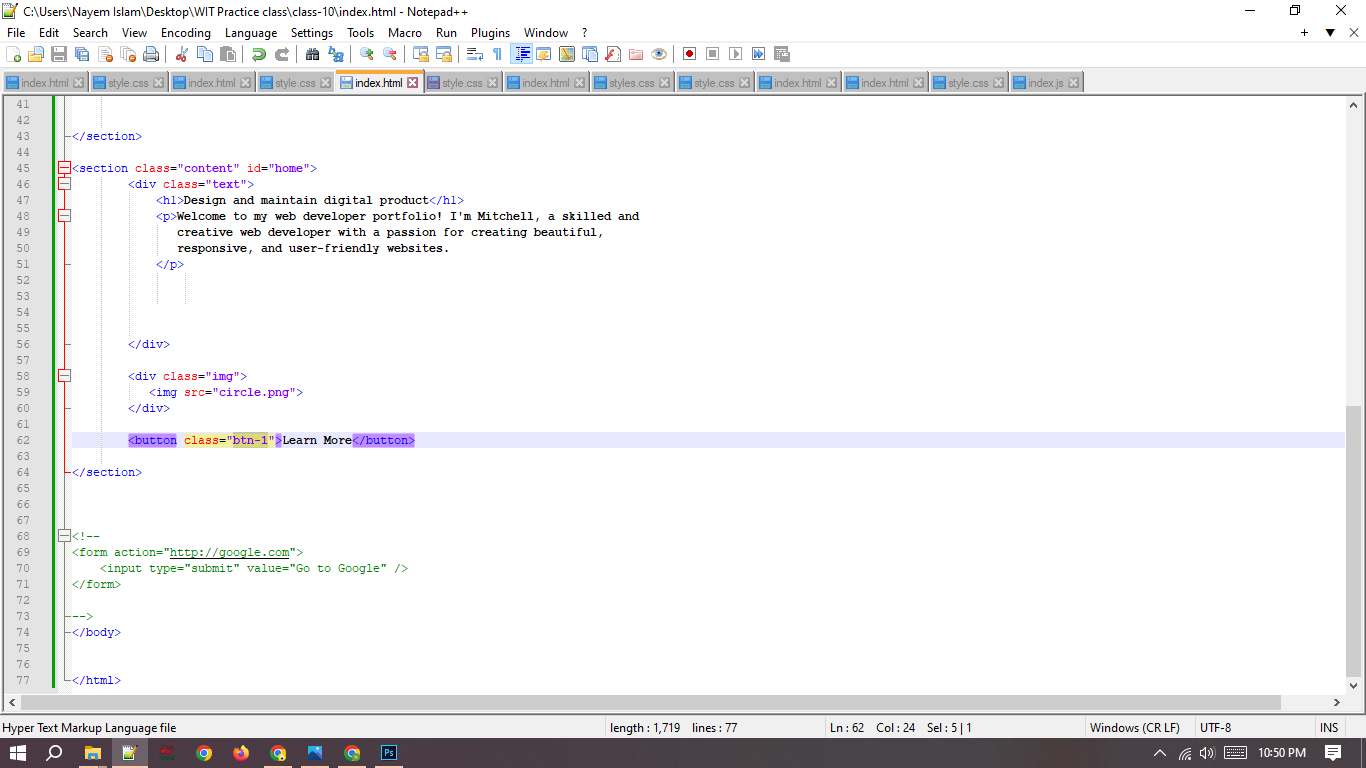 C:\Users\Nayem Islam\Desktop\WIT Practice class\class-10\index.html - Notepad++
File Edit Search View Encoding Language Settings Tools Macro Run Plugins Window ?
index.html style.css index.html style.css index.html style.css index.html styles.css style.css index.html index.html style.css index.js
41
42
43 </section>
44
45 <section class="content" id="home">
46 <div class="text">
47 <h1>Design and maintain digital product</h1>
48 <p>Welcome to my web developer portfolio! I'm Mitchell, a skilled and
49 creative web developer with a passion for creating beautiful,
50 responsive, and user-friendly websites.
51 </p>
52
53
54
55
56 </div>
57
58 <div class="img">
59 <img src="circle.png">
60 </div>
61
62 <button class="btn-1">Learn More</button>
63
64 </section>
65
66
67
68 <!--
69 <form action="http://google.com">
70 <input type="submit" value="Go to Google" />
71 </form>
72
73 -->
74 </body>
75
76
77 </html>
Hyper Text Markup Language file length : 1,719 lines : 77 Ln : 62 Col : 24 Sel : 5 | 1 Windows (CR LF) UTF-8 INS
Ps 10:50 PM